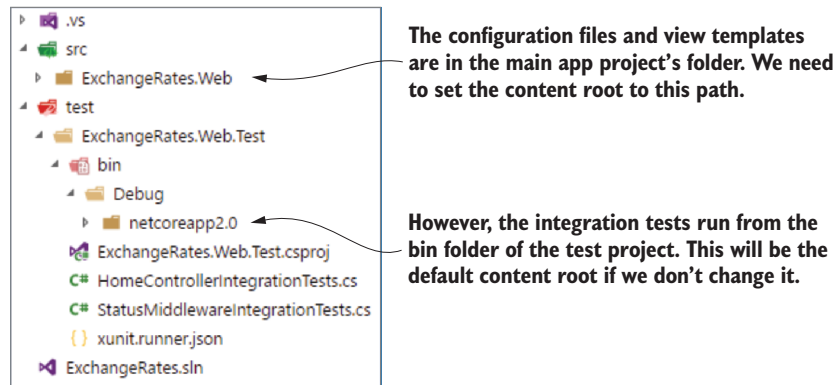 .vs
src
ExchangeRates.Web
test
ExchangeRates.Web.Test
bin
Debug
netcoreapp2.0
ExchangeRates.Web.Test.csproj
C# HomeControllerIntegrationTests.cs
C# StatusMiddlewareIntegrationTests.cs
{ } xunit.runner.json
ExchangeRates.sln
The configuration files and view templates
are in the main app project's folder. We need
to set the content root to this path.
However, the integration tests run from the
bin folder of the test project. This will be the
default content root if we don't change it.